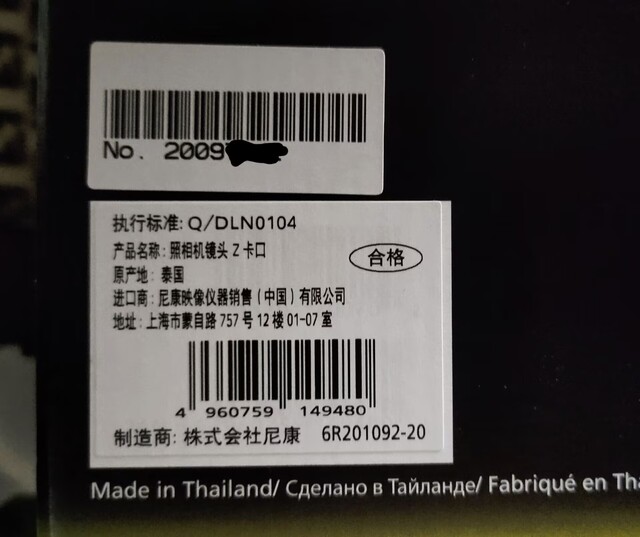 No. 2009
执行标准: Q/DLN0104
产品名称: 照相机镜头 Z 卡口
合格
原产地: 泰国
进口商: 尼康映像仪器销售(中国)有限公司
地址: 上海市蒙自路 757 号 12 楼 01-07 室
4 960759 149480
制造商: 株式会社尼康 6R201092-20
Made in Thailand/ Сделано в Тайланде/ Fabriqué en Tha